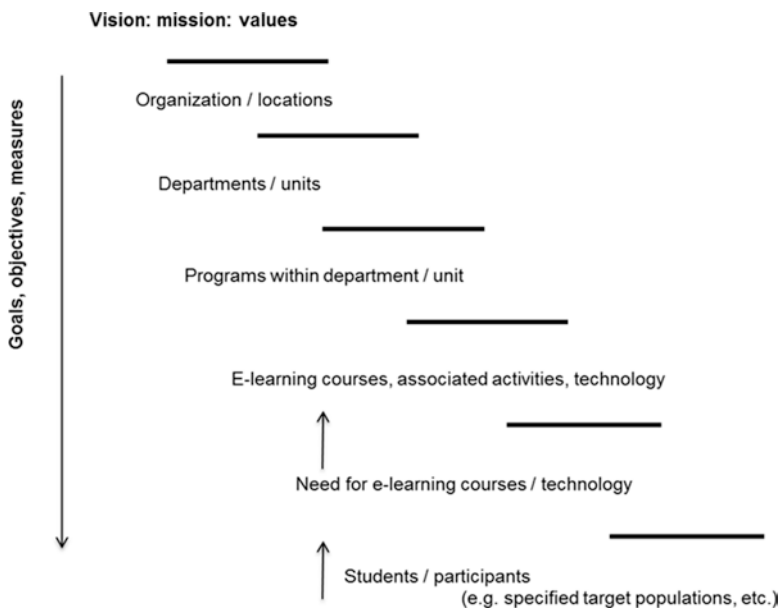 Vision: mission: values
Goals, objectives, measures
Organization / locations
Departments / units
Programs within department / unit
E-learning courses, associated activities, technology
Need for e-learning courses / technology
Students / participants
(e.g. specified target populations, etc.)